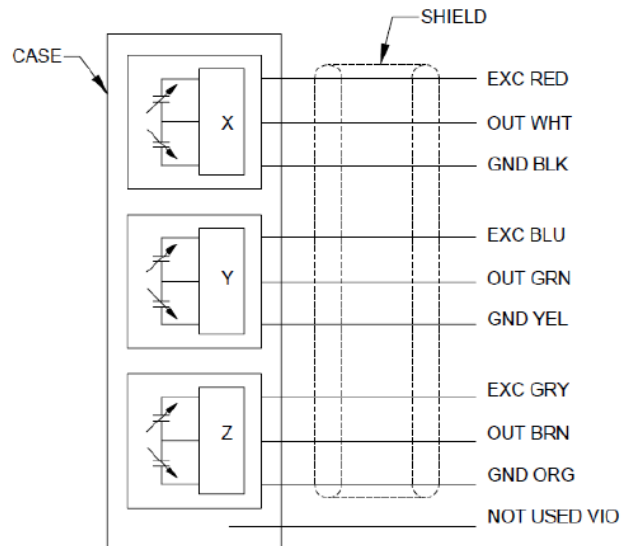 SHIELD
CASE
EXC RED
X
OUT WHT
GND BLK
EXC BLU
Y
OUT GRN
GND YEL
EXC GRY
Z
OUT BRN
GND ORG
NOT USED VIO